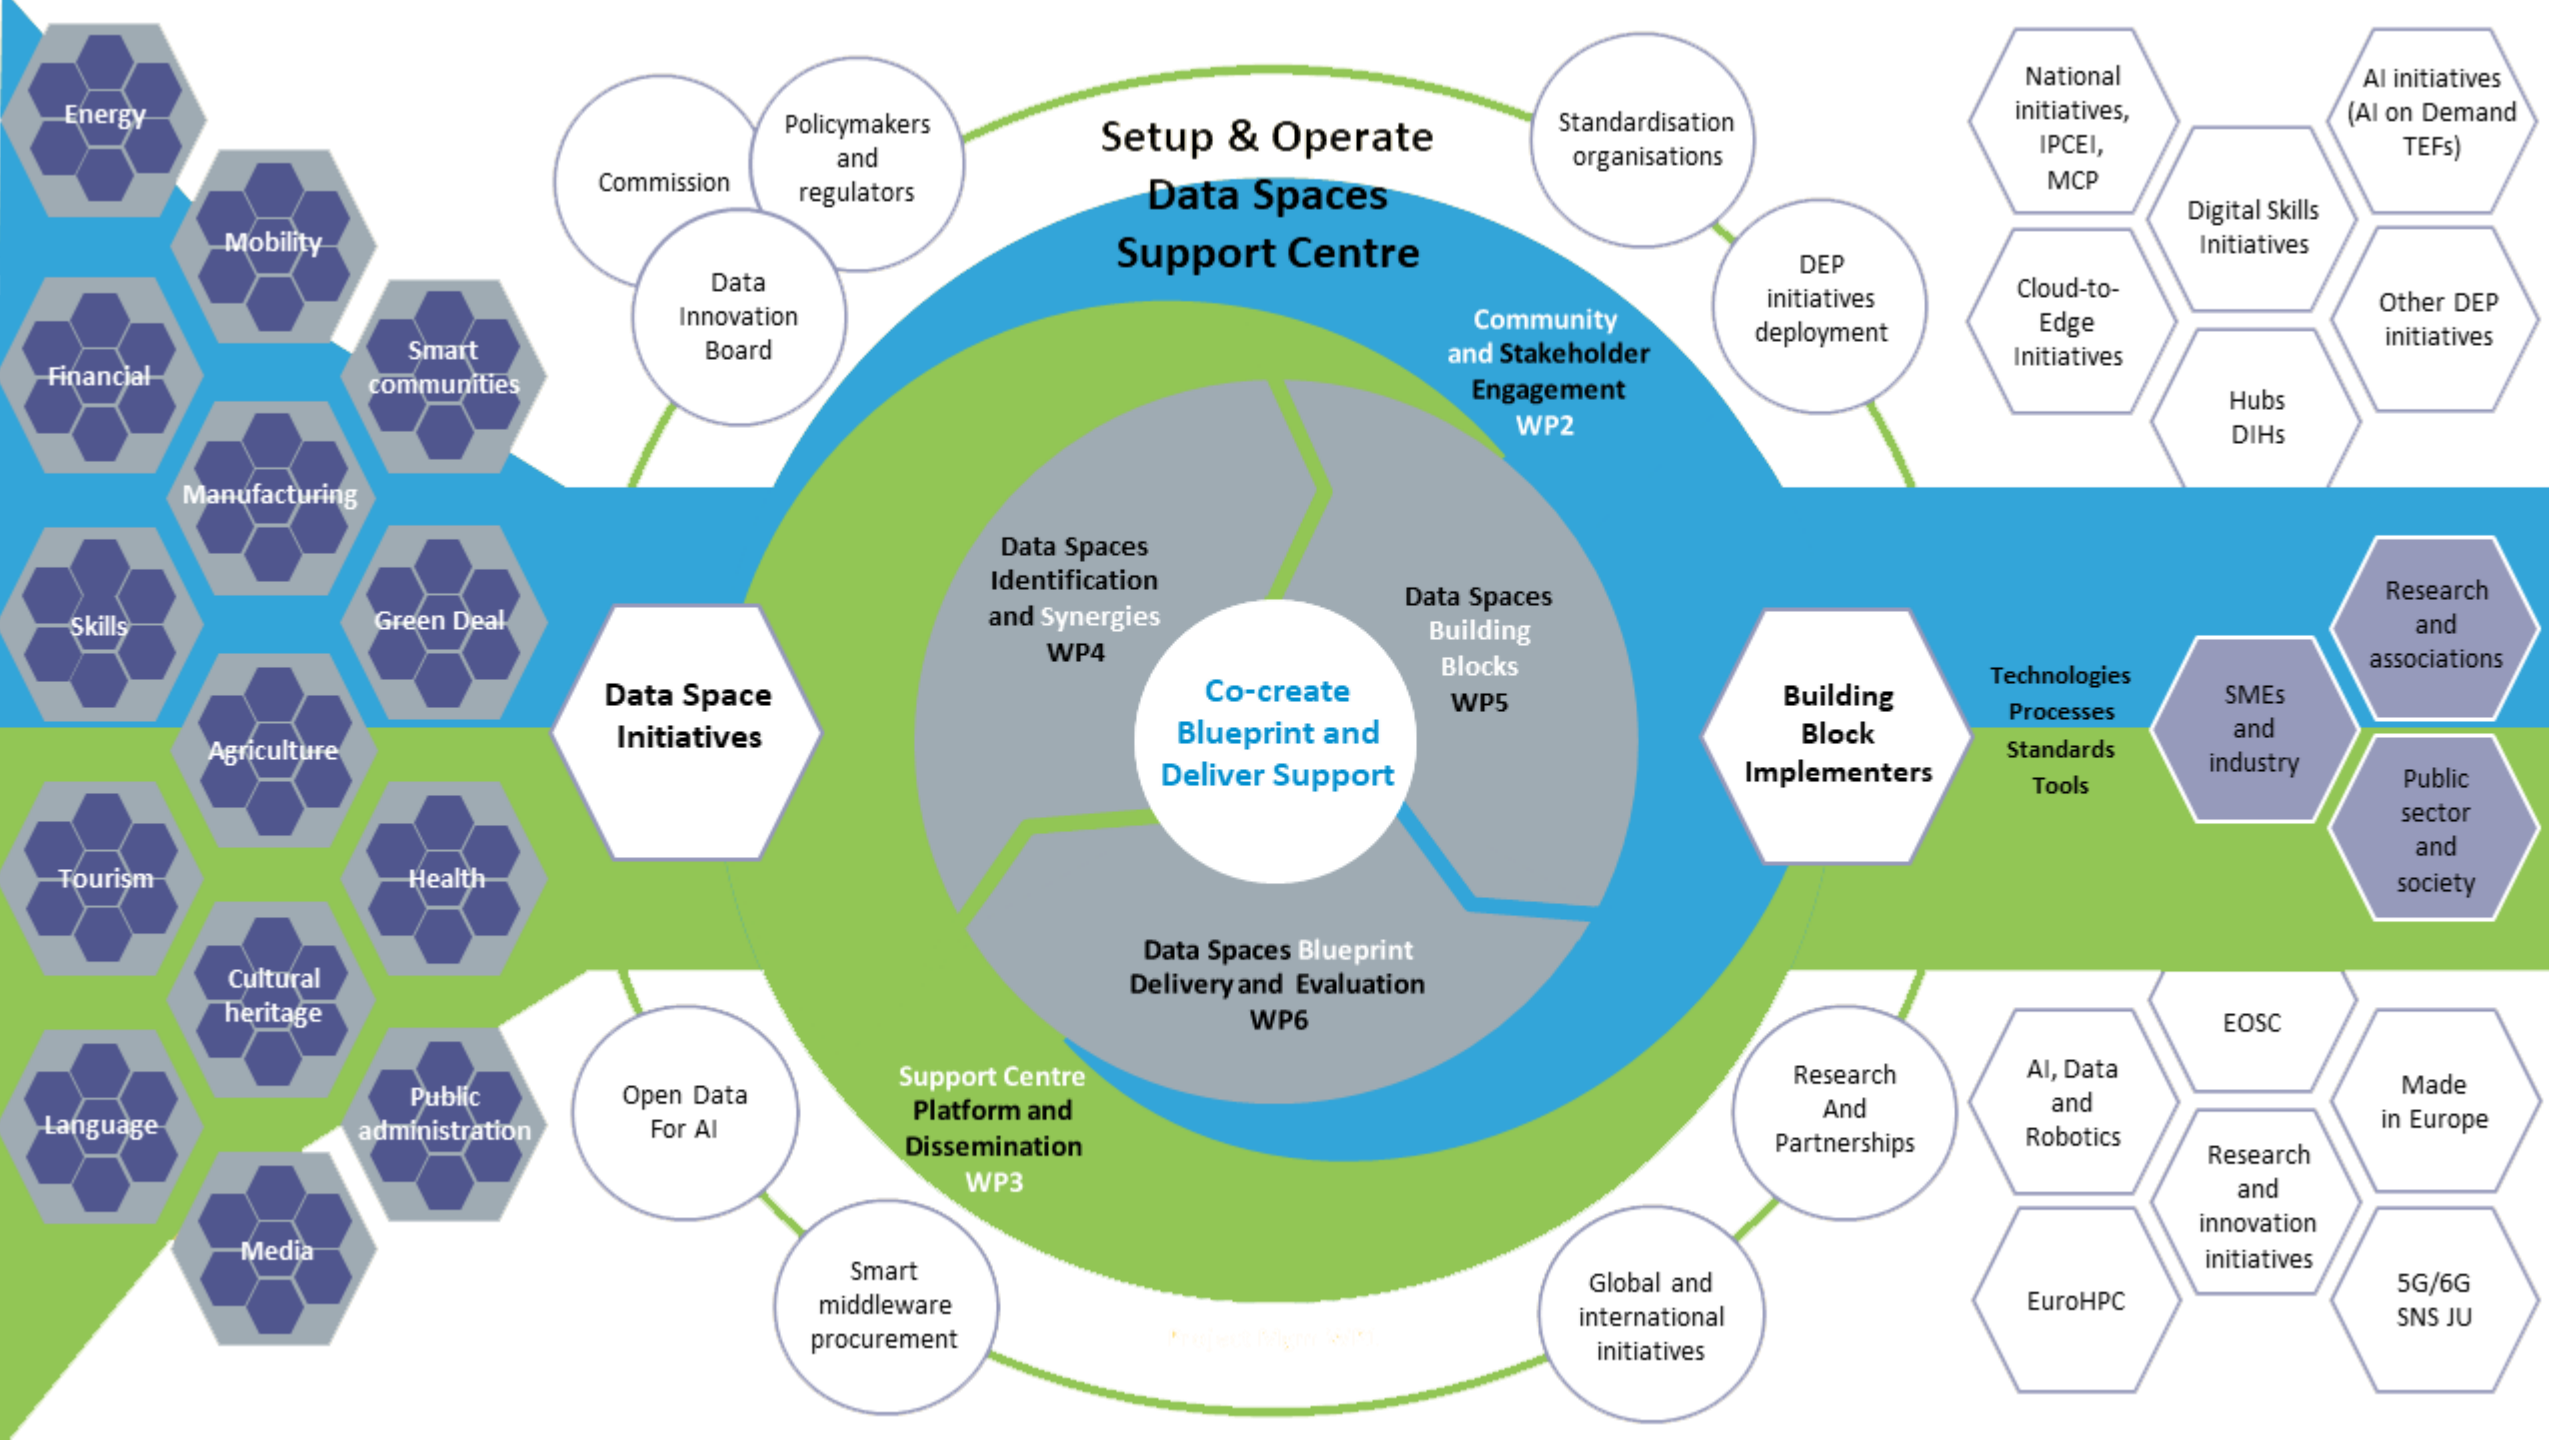 Energy
Mobility
Financial
Smart
communities
Manufacturing
Skills
Green Deal
Agriculture
Tourism
Health
Cultural
heritage
Language
Public
administration
Media
Commission
Policymakers
and
regulators
Data
Innovation
Board
Data Space
Initiatives
Open Data
For AI
Smart
middleware
procurement
Setup & Operate
Data Spaces
Support Centre
Community
and Stakeholder
Engagement
WP2
Data Spaces
Identification
and Synergies
WP4
Data Spaces
Building
Blocks
WP5
Co-create
Blueprint and
Deliver Support
Data Spaces Blueprint
Delivery and Evaluation
WP6
Support Centre
Platform and
Dissemination
WP3
Standardisation
organisations
DEP
initiatives
deployment
Building
Block
Implementers
Research
And
Partnerships
Global and
international
initiatives
National
initiatives,
IPCEI,
MCP
AI initiatives
(AI on Demand
TEFs)
Digital Skills
Initiatives
Cloud-to-
Edge
Initiatives
Other DEP
initiatives
Hubs
DIHs
Technologies
Processes
Standards
Tools
Research
and
associations
SMEs
and
industry
Public
sector
and
society
EOSC
AI, Data
and
Robotics
Made
in Europe
Research
and
innovation
initiatives
EuroHPC
5G/6G
SNS JU